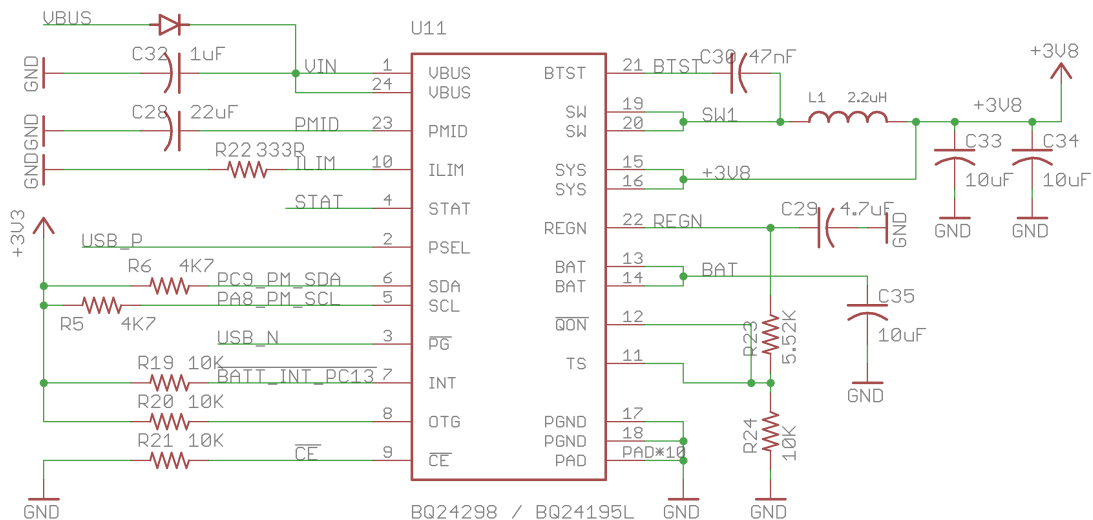 VBUS
U11
C32 1uF
GND
VIN
1
VBUS
24
VBUS
C28 22uF
GND
PMID
23
PMID
R22 333R
GND
ILIM
10
ILIM
STAT
4
STAT
+3V3
USB_P
2
PSEL
R6 4K7
PC9_PM_SDA
6
SDA
R5 4K7
PA8_PM_SCL
5
SCL
USB_N
3
PG
R19 10K
BATT_INT_PC13
7
INT
R20 10K
8
OTG
R21 10K
CE
9
CE
GND
BTST
21
BTST
C30 47nF
SW
19
SW
20
SW1
L1 2.2uH
+3V8
+3V8
C33
10uF
GND
C34
10uF
GND
SYS
15
SYS
16
+3V8
REGN
22
REGN
C29 4.7uF
GND
BAT
13
BAT
14
BAT
C35
10uF
GND
QON
12
R23
5.52K
TS
11
R24
10K
GND
PGND
17
PGND
18
PAD
PAD*10
GND
BQ24298 / BQ24195L